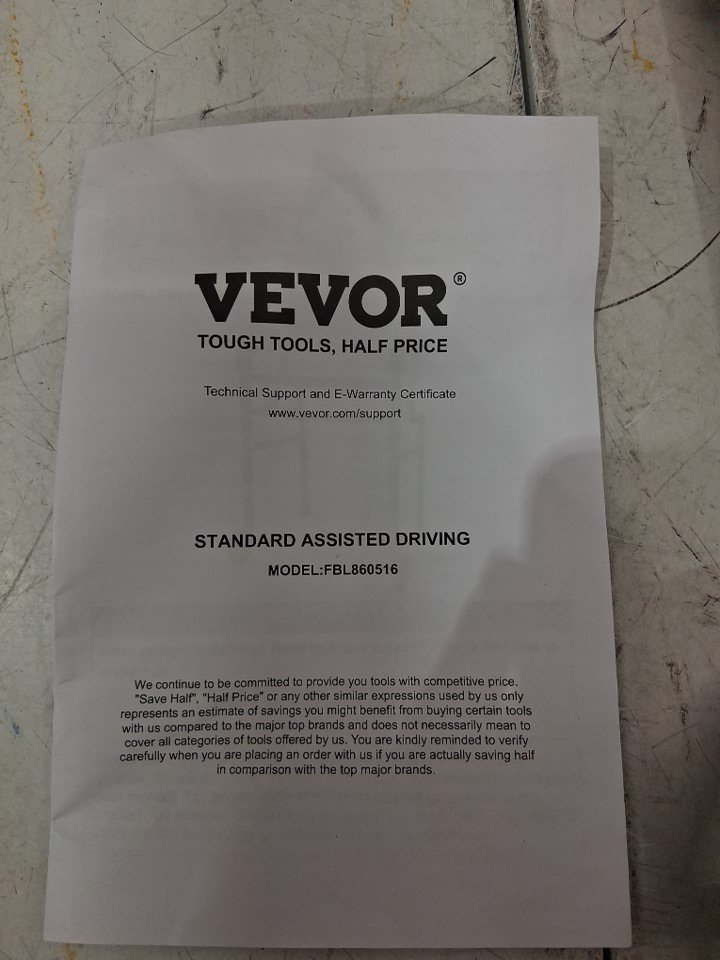 VEVOR®
TOUGH TOOLS, HALF PRICE
Technical Support and E-Warranty Certificate
www.vevor.com/support
STANDARD ASSISTED DRIVING
MODEL:FBL860516
We continue to be committed to provide you tools with competitive price.
"Save Half", "Half Price" or any other similar expressions used by us only
represents an estimate of savings you might benefit from buying certain tools
with us compared to the major top brands and does not necessarily mean to
cover all categories of tools offered by us. You are kindly reminded to verify
carefully when you are placing an order with us if you are actually saving half
in comparison with the top major brands.